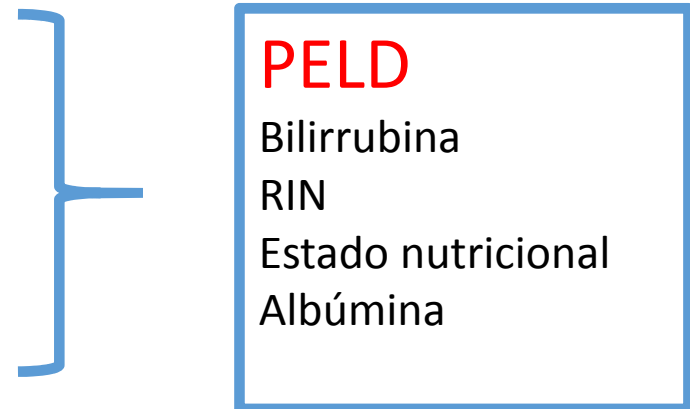 PELD
Bilirrubina
RIN
Estado nutricional
Albúmina